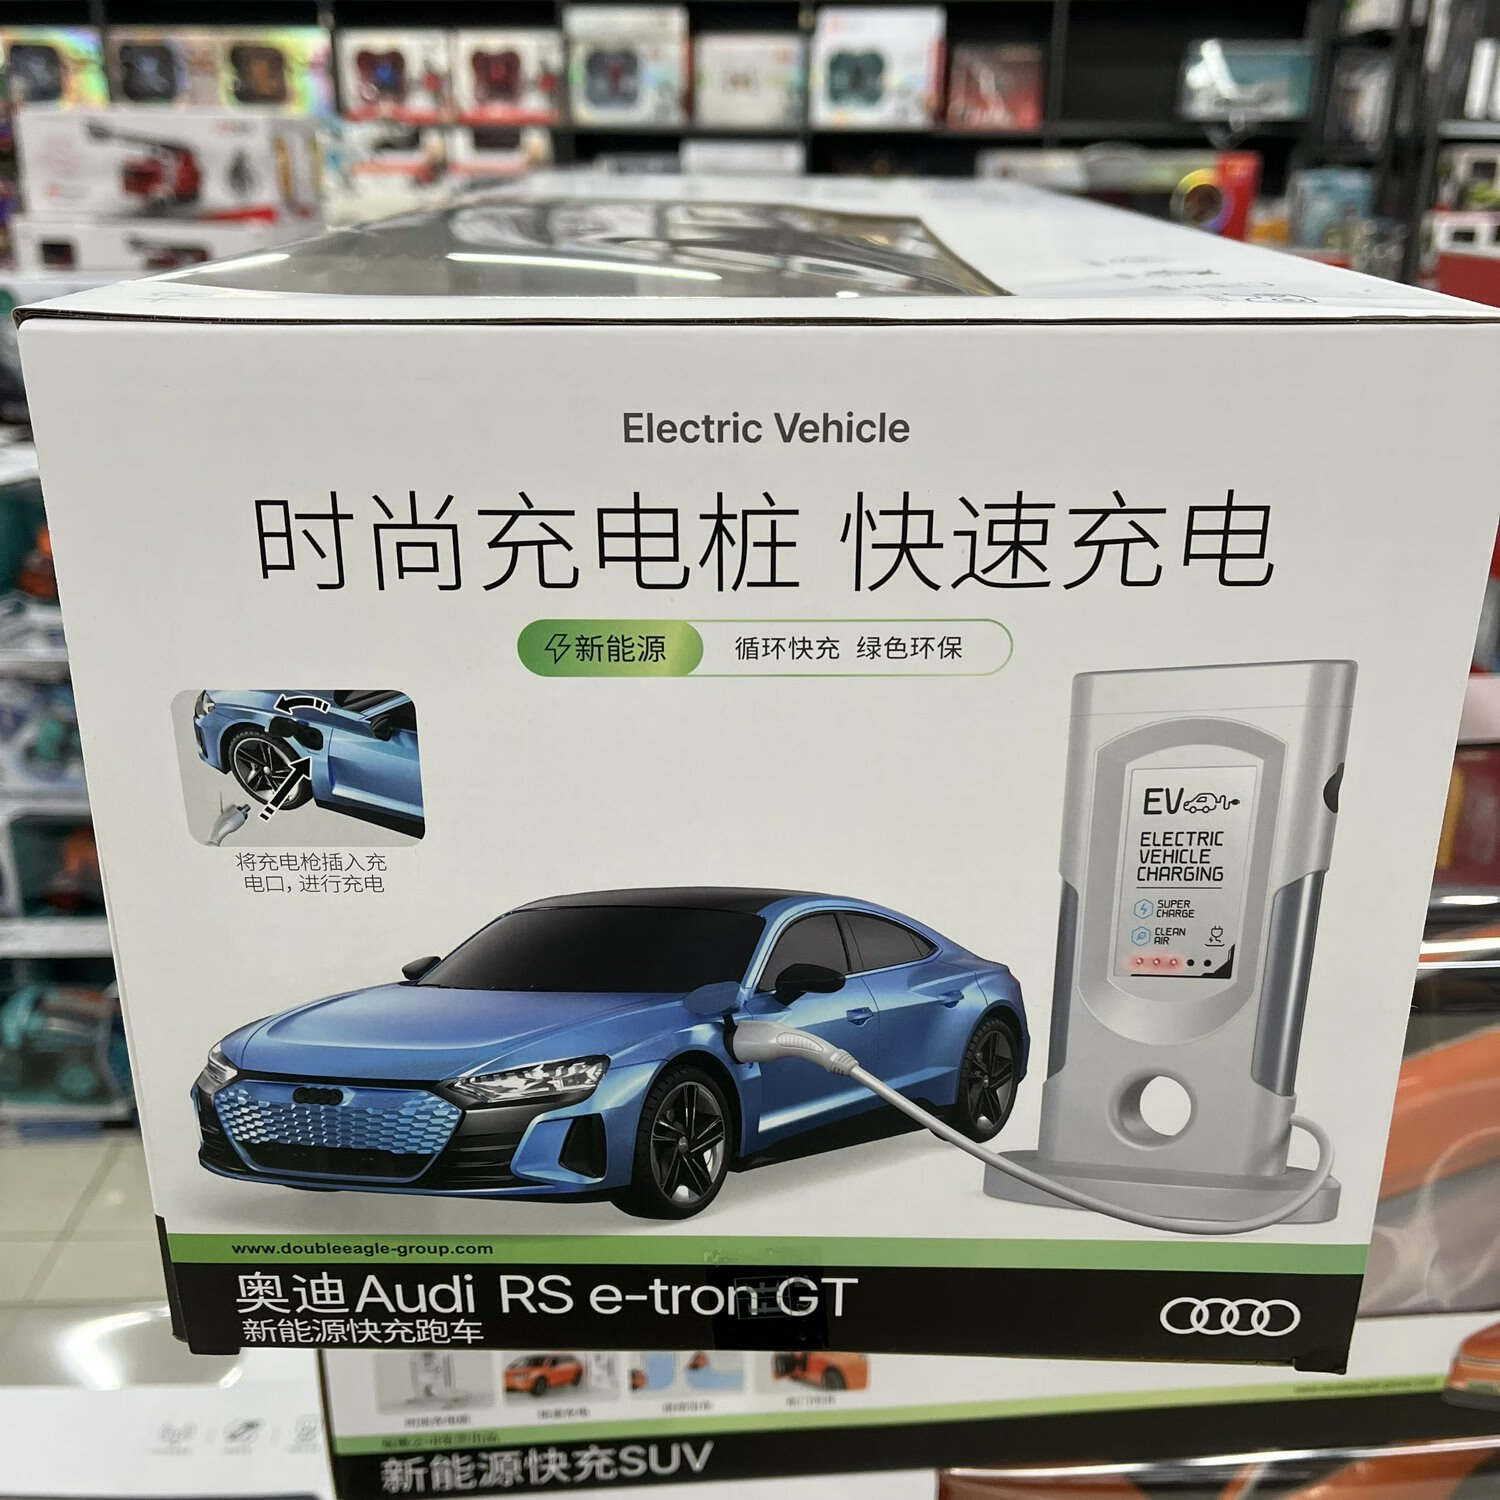 Electric Vehicle
时尚充电桩 快速充电
新能源 循环快充 绿色环保
将充电枪插入充
电口，进行充电
EV
ELECTRIC
VEHICLE
CHARGING
SUPER
CHARGE
CLEAN
AIR
www.doubleeagle-group.com
奥迪Audi RS e-tron GT
新能源快充跑车
新能源快充SUV